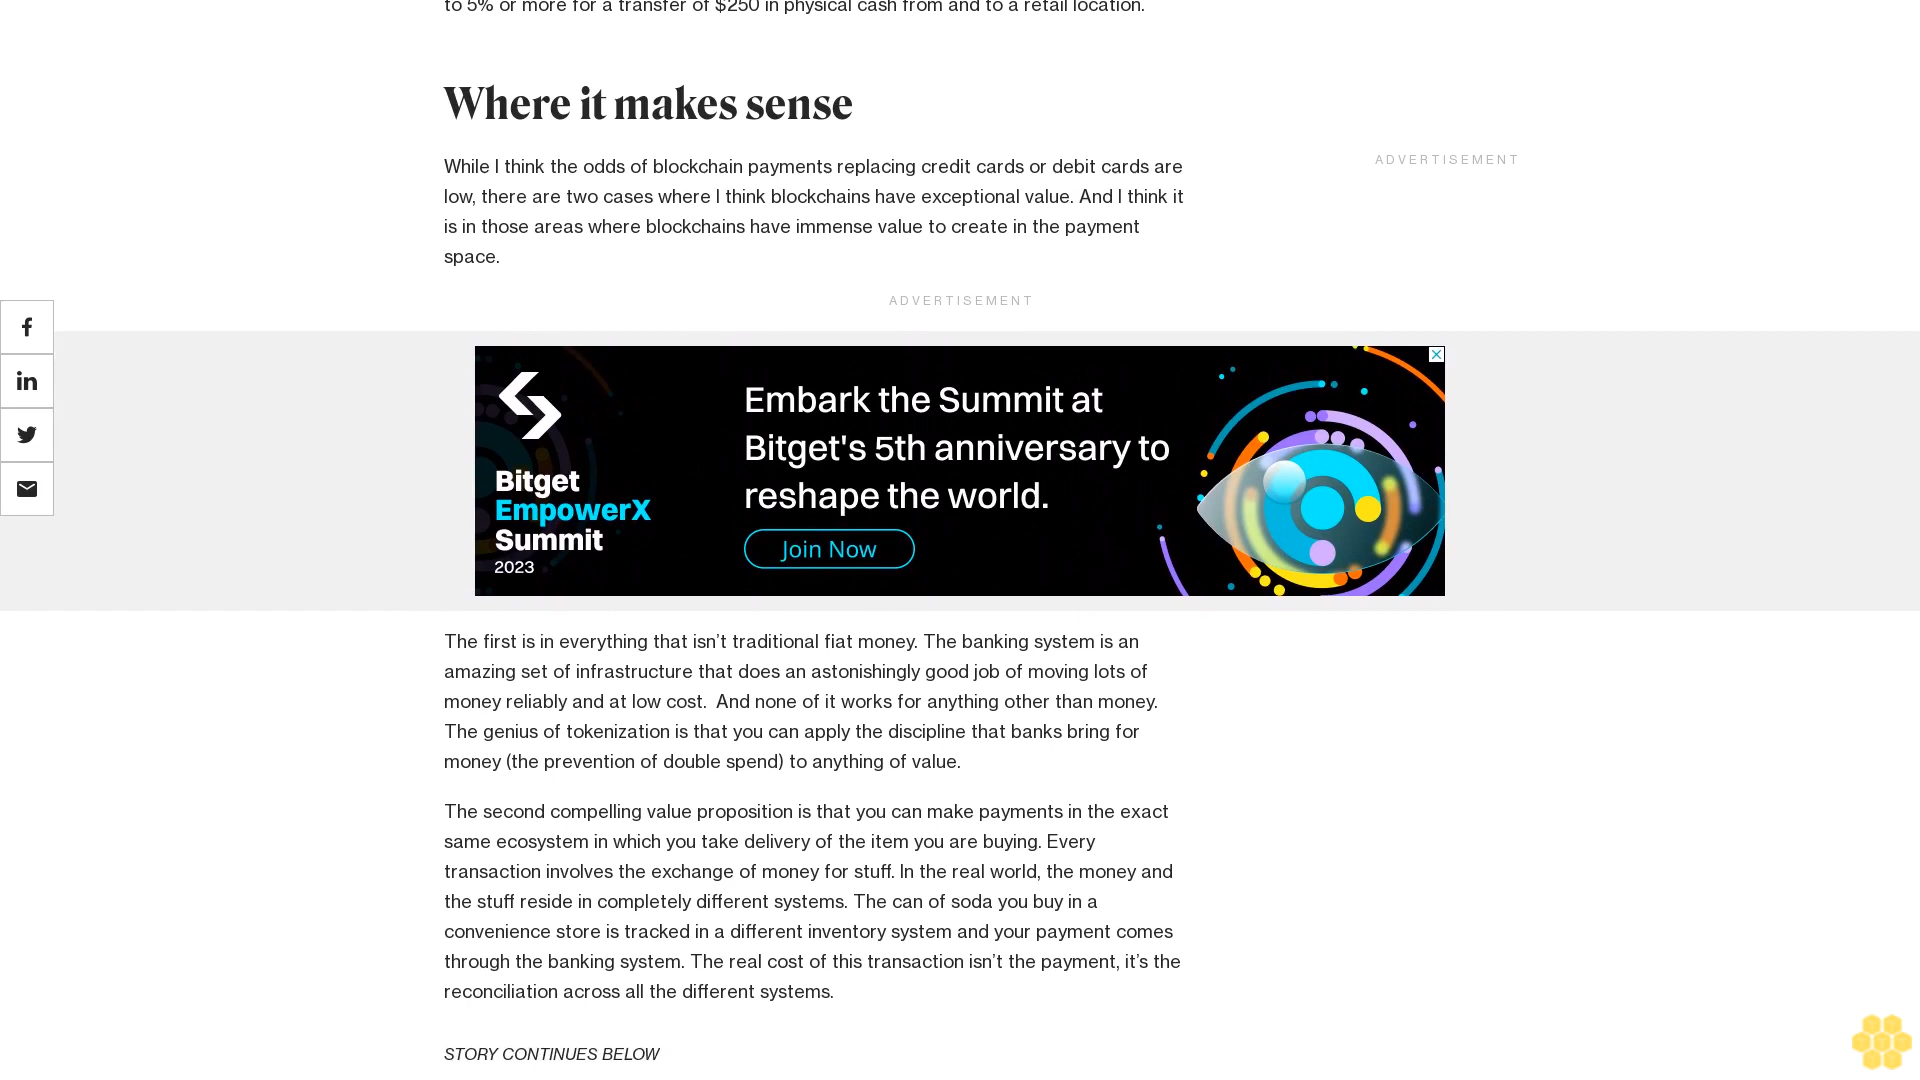 to 5% or more for a transfer of $250 in physical cash from and to a retail location.
Where it makes sense
While I think the odds of blockchain payments replacing credit cards or debit cards are
low, there are two cases where I think blockchains have exceptional value. And I think it
is in those areas where blockchains have immense value to create in the payment
space.
ADVERTISEMENT
ADVERTISEMENT
Bitget
EmpowerX
Summit
2023
Embark the Summit at
Bitget's 5th anniversary to
reshape the world.
Join Now
The first is in everything that isn’t traditional fiat money. The banking system is an
amazing set of infrastructure that does an astonishingly good job of moving lots of
money reliably and at low cost.  And none of it works for anything other than money.
The genius of tokenization is that you can apply the discipline that banks bring for
money (the prevention of double spend) to anything of value.
The second compelling value proposition is that you can make payments in the exact
same ecosystem in which you take delivery of the item you are buying. Every
transaction involves the exchange of money for stuff. In the real world, the money and
the stuff reside in completely different systems. The can of soda you buy in a
convenience store is tracked in a different inventory system and your payment comes
through the banking system. The real cost of this transaction isn’t the payment, it’s the
reconciliation across all the different systems.
STORY CONTINUES BELOW